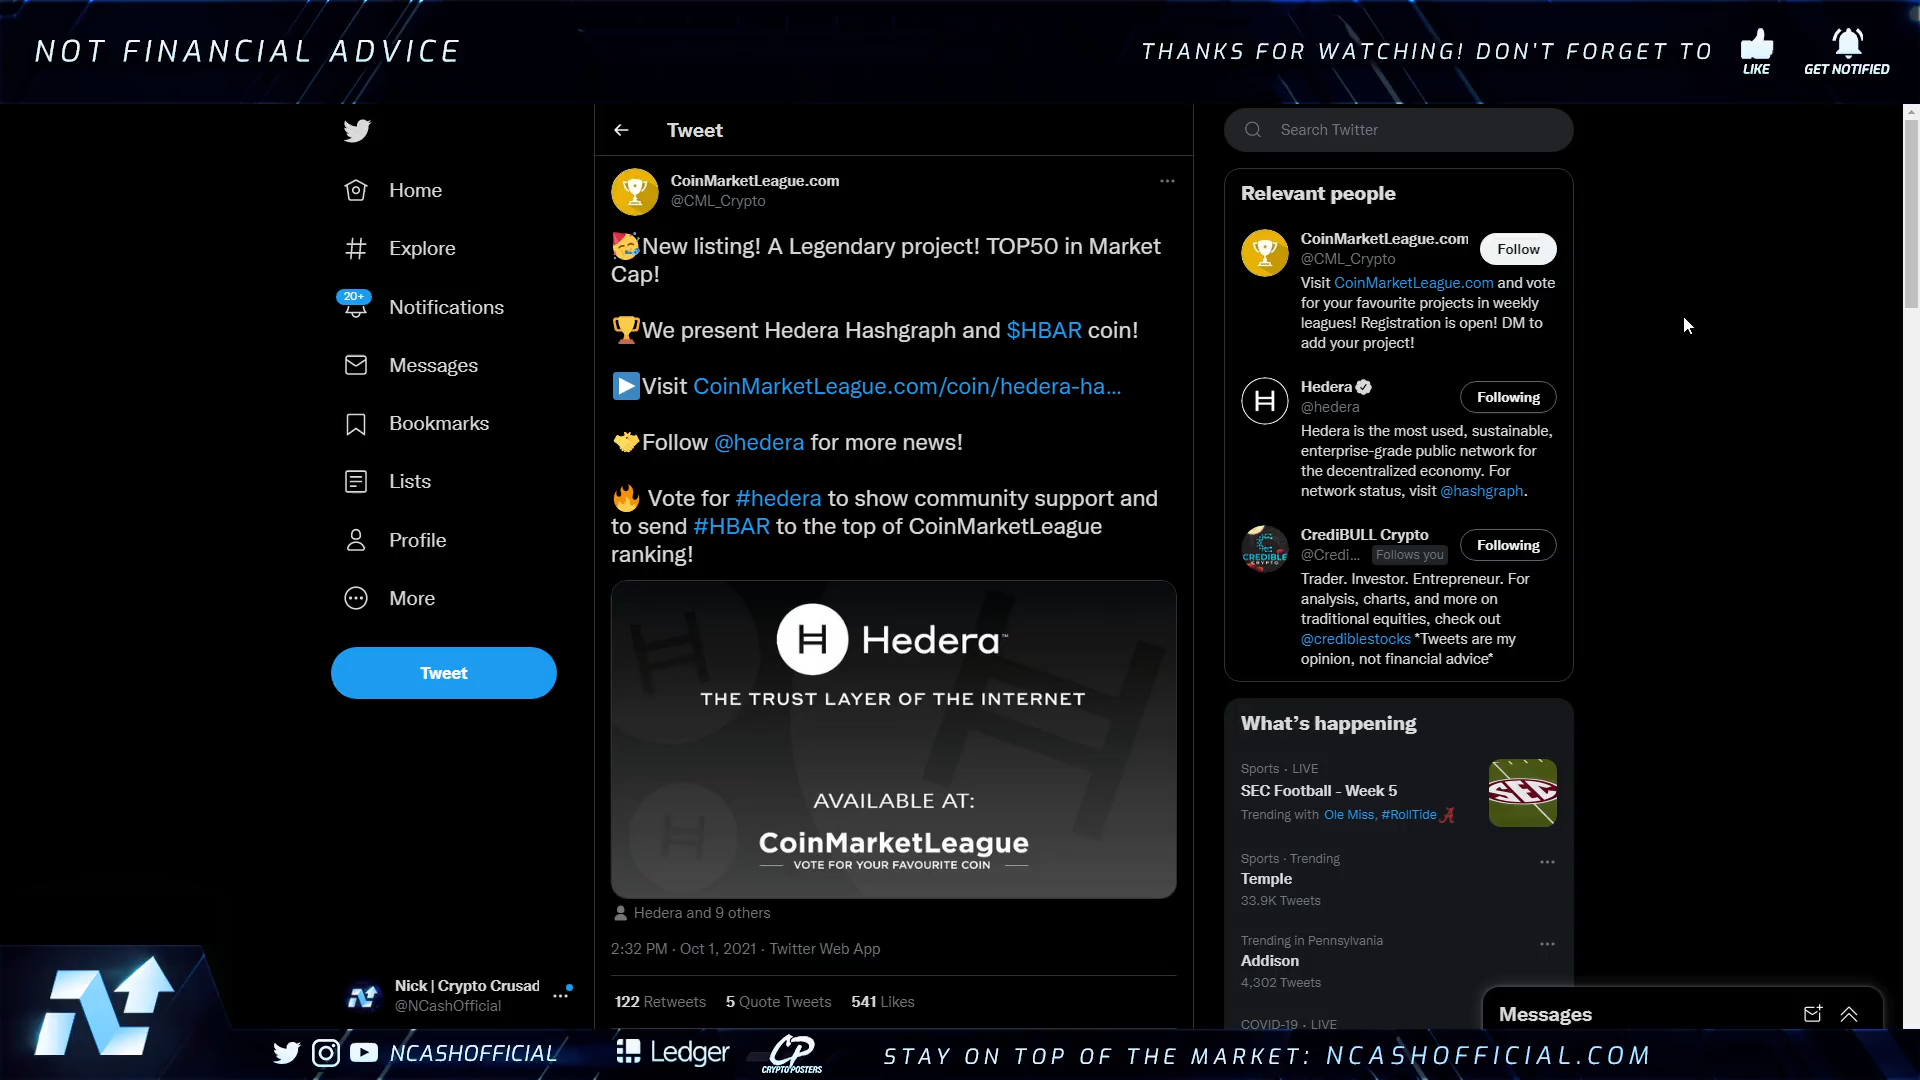 NOT FINANCIAL ADVICE
THANKS FOR WATCHING! DON'T FORGET TO
LIKE
GET NOTIFIED
Home
Explore
20+
Notifications
Messages
Bookmarks
Lists
Profile
More
Tweet
Nick | Crypto Crusad
@NCashOfficial
Tweet
CoinMarketLeague.com
@CML_Crypto
New listing! A Legendary project! TOP50 in Market
Cap!
We present Hedera Hashgraph and $HBAR coin!
Visit CoinMarketLeague.com/coin/hedera-ha...
Follow @hedera for more news!
Vote for #hedera to show community support and
to send #HBAR to the top of CoinMarketLeague
ranking!
Hedera™
THE TRUST LAYER OF THE INTERNET
AVAILABLE AT:
CoinMarketLeague
VOTE FOR YOUR FAVOURITE COIN
Hedera and 9 others
2:32 PM · Oct 1, 2021 · Twitter Web App
122 Retweets 5 Quote Tweets 541 Likes
Search Twitter
Relevant people
CoinMarketLeague.com
@CML_Crypto
Follow
Visit CoinMarketLeague.com and vote
for your favourite projects in weekly
leagues! Registration is open! DM to
add your project!
Hedera
@hedera
Following
Hedera is the most used, sustainable,
enterprise-grade public network for
the decentralized economy. For
network status, visit @hashgraph.
CREDIBLE
CRYPTO
CrediBULL Crypto
@Credi... Follows you
Following
Trader. Investor. Entrepreneur. For
analysis, charts, and more on
traditional equities, check out
@crediblestocks *Tweets are my
opinion, not financial advice*
What's happening
Sports · LIVE
SEC Football - Week 5
Trending with Ole Miss, #RollTide
SEC
Sports · Trending
Temple
33.9K Tweets
Trending in Pennsylvania
Addison
4,302 Tweets
COVID-19 · LIVE
Messages
NCASHOFFICIAL
Ledger
CP
CRYPTOPOSTERS
STAY ON TOP OF THE MARKET: NCASHOFFICIAL.COM